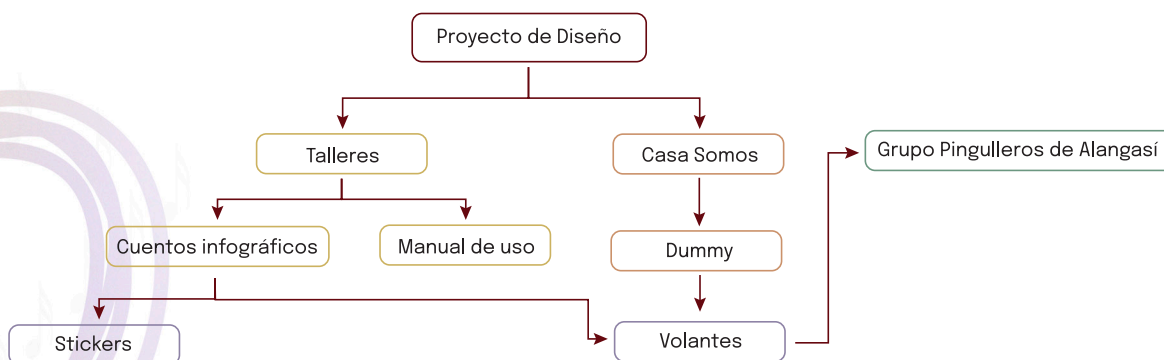 Proyecto de Diseño
Talleres
Casa Somos
Grupo Pingulleros de Alangasí
Cuentos infográficos
Manual de uso
Dummy
Stickers
Volantes